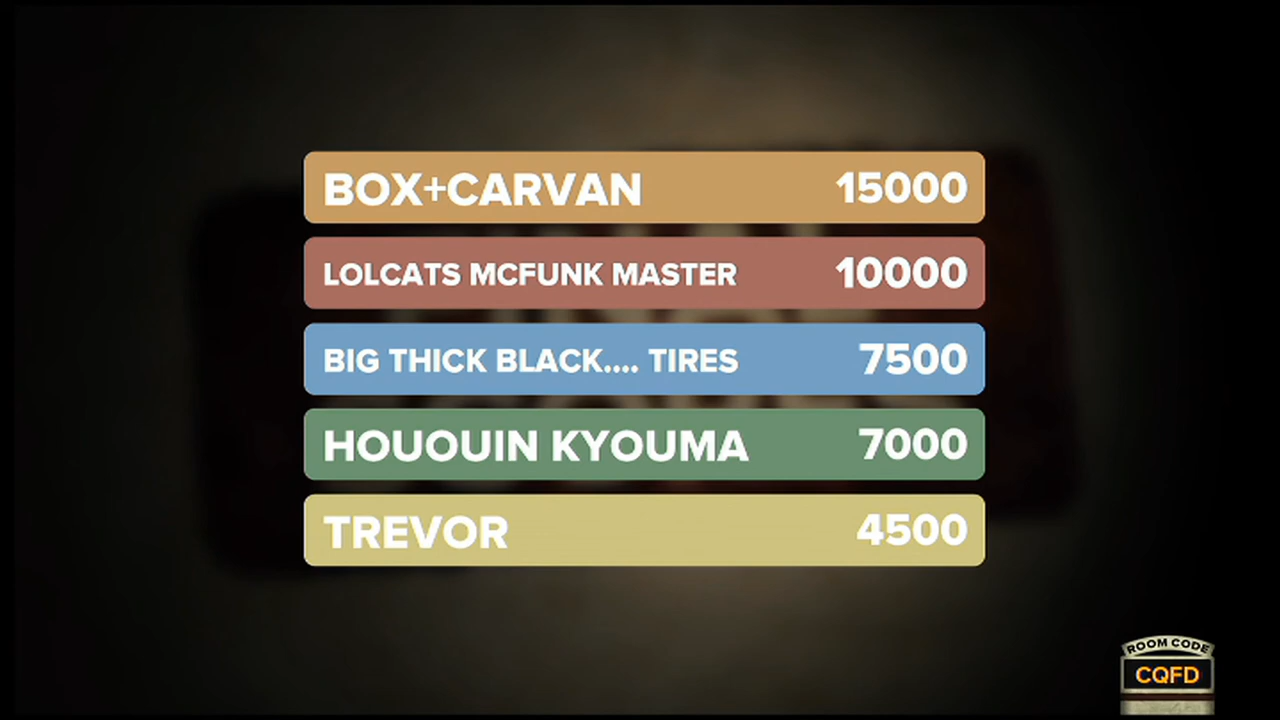 BOX+CARVAN 15000
LOLCATS MCFUNK MASTER 10000
BIG THICK BLACK.... TIRES 7500
HOUOUIN KYOUMA 7000
TREVOR 4500
ROOM CODE
CQFD